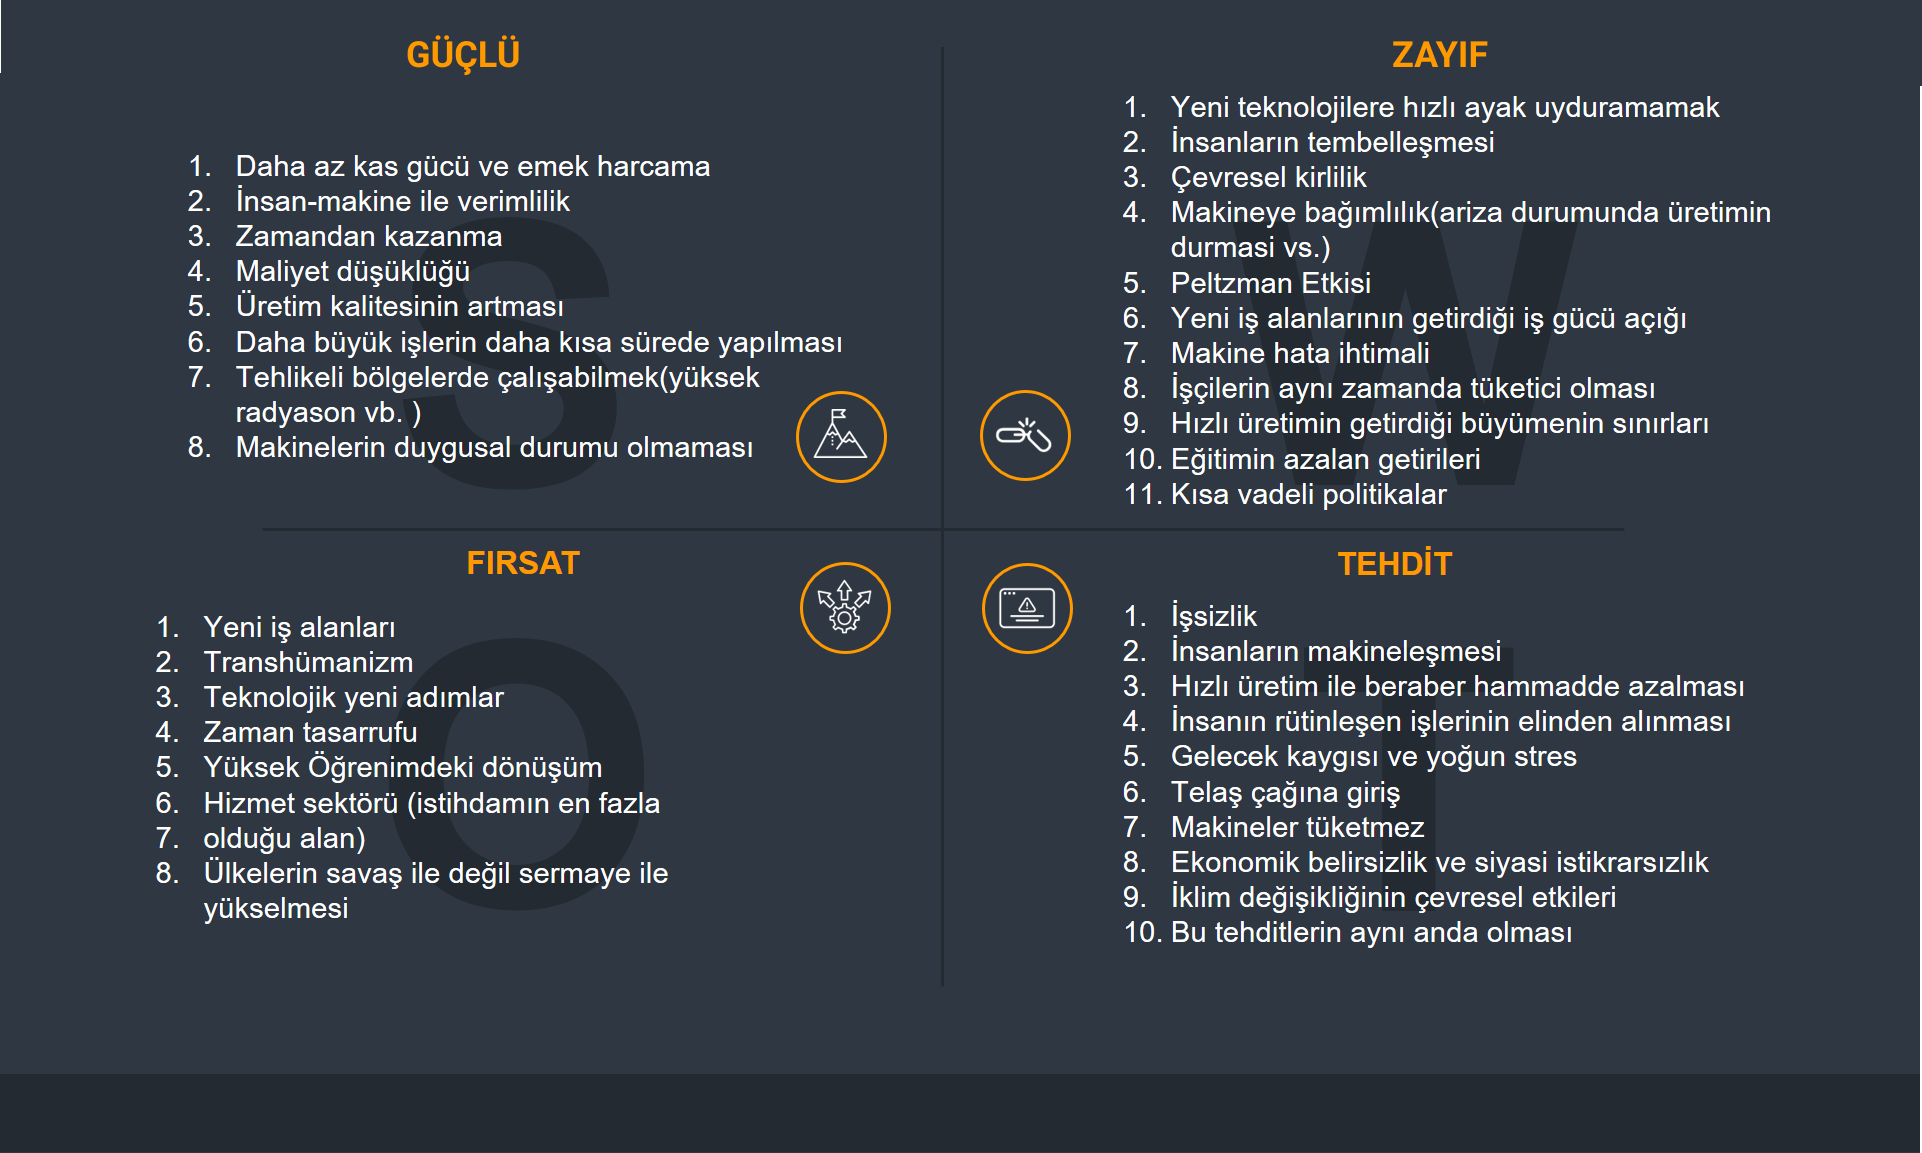 GÜÇLÜ
1. Daha az kas gücü ve emek harcama
2. İnsan-makine ile verimlilik
3. Zamandan kazanma
4. Maliyet düşüklüğü
5. Üretim kalitesinin artması
6. Daha büyük işlerin daha kısa sürede yapılması
7. Tehlikeli bölgelerde çalışabilmek(yüksek
radyason vb. )
8. Makinelerin duygusal durumu olmaması
S
ZAYIF
1. Yeni teknolojilere hızlı ayak uyduramamak
2. İnsanların tembelleşmesi
3. Çevresel kirlilik
4. Makineye bağımlılık(ariza durumunda üretimin
durmasi vs.)
5. Peltzman Etkisi
6. Yeni iş alanlarının getirdiği iş gücü açığı
7. Makine hata ihtimali
8. İşçilerin aynı zamanda tüketici olması
9. Hızlı üretimin getirdiği büyümenin sınırları
10. Eğitimin azalan getirileri
11. Kısa vadeli politikalar
W
FIRSAT
1. Yeni iş alanları
2. Transhümanizm
3. Teknolojik yeni adımlar
4. Zaman tasarrufu
5. Yüksek Öğrenimdeki dönüşüm
6. Hizmet sektörü (istihdamın en fazla
7. olduğu alan)
8. Ülkelerin savaş ile değil sermaye ile
yükselmesi
O
TEHDİT
1. İşsizlik
2. İnsanların makineleşmesi
3. Hızlı üretim ile beraber hammadde azalması
4. İnsanın rütinleşen işlerinin elinden alınması
5. Gelecek kaygısı ve yoğun stres
6. Telaş çağına giriş
7. Makineler tüketmez
8. Ekonomik belirsizlik ve siyasi istikrarsızlık
9. İklim değişikliğinin çevresel etkileri
10. Bu tehditlerin aynı anda olması
T